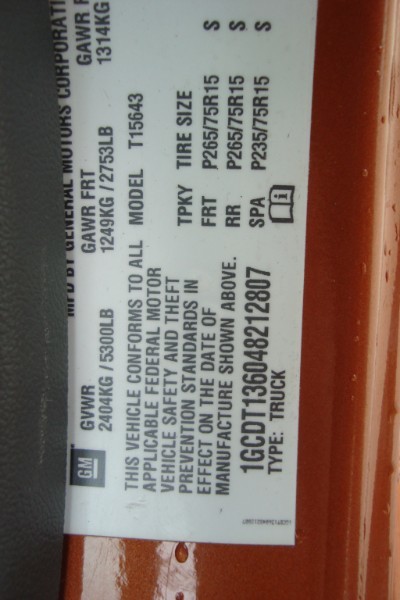 MFD BY GENERAL MOTORS CORPORATI
GVWR GAWR FRT GAWR R
2404KG / 5300LB 1249KG / 2753LB 1314KG
GM
THIS VEHICLE CONFORMS TO ALL
APPLICABLE FEDERAL MOTOR
VEHICLE SAFETY AND THEFT
PREVENTION STANDARDS IN
EFFECT ON THE DATE OF
MANUFACTURE SHOWN ABOVE.
1GCDT136048212807
TYPE: TRUCK
MODEL T15643
TPKY TIRE SIZE
FRT P265/75R15 S
RR P265/75R15 S
SPA P235/75R15 S